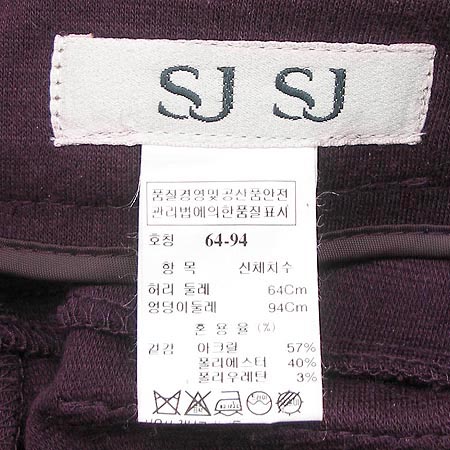 SJ SJ
품질경영및공산품안전
관리법에의한품질표시
호칭 64-94
항 목 신체치수
허리 둘레 64Cm
엉덩이둘레 94Cm
혼 용 율 (%)
겉감 아크릴 57%
폴리에스터 40%
폴리우레탄 3%